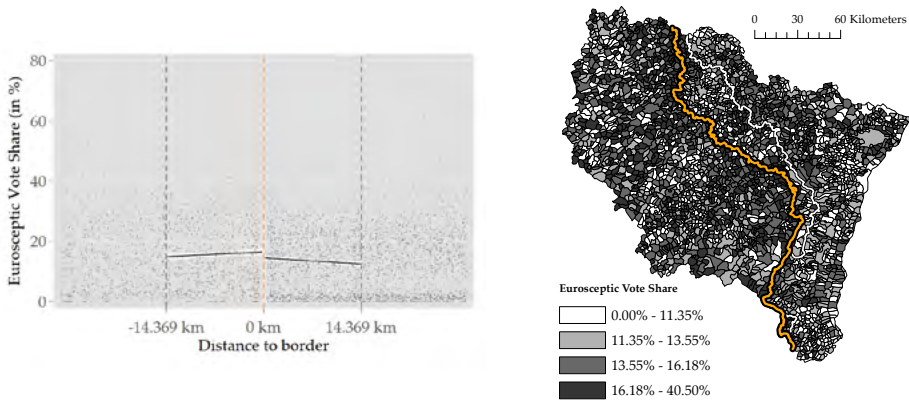 80
60
40
20
0
Eurosceptic Vote Share (in %)
-14.369 km 0 km 14.369 km
Distance to border
0 30 60 Kilometers
Eurosceptic Vote Share
0.00% - 11.35%
11.35% - 13.55%
13.55% - 16.18%
16.18% - 40.50%